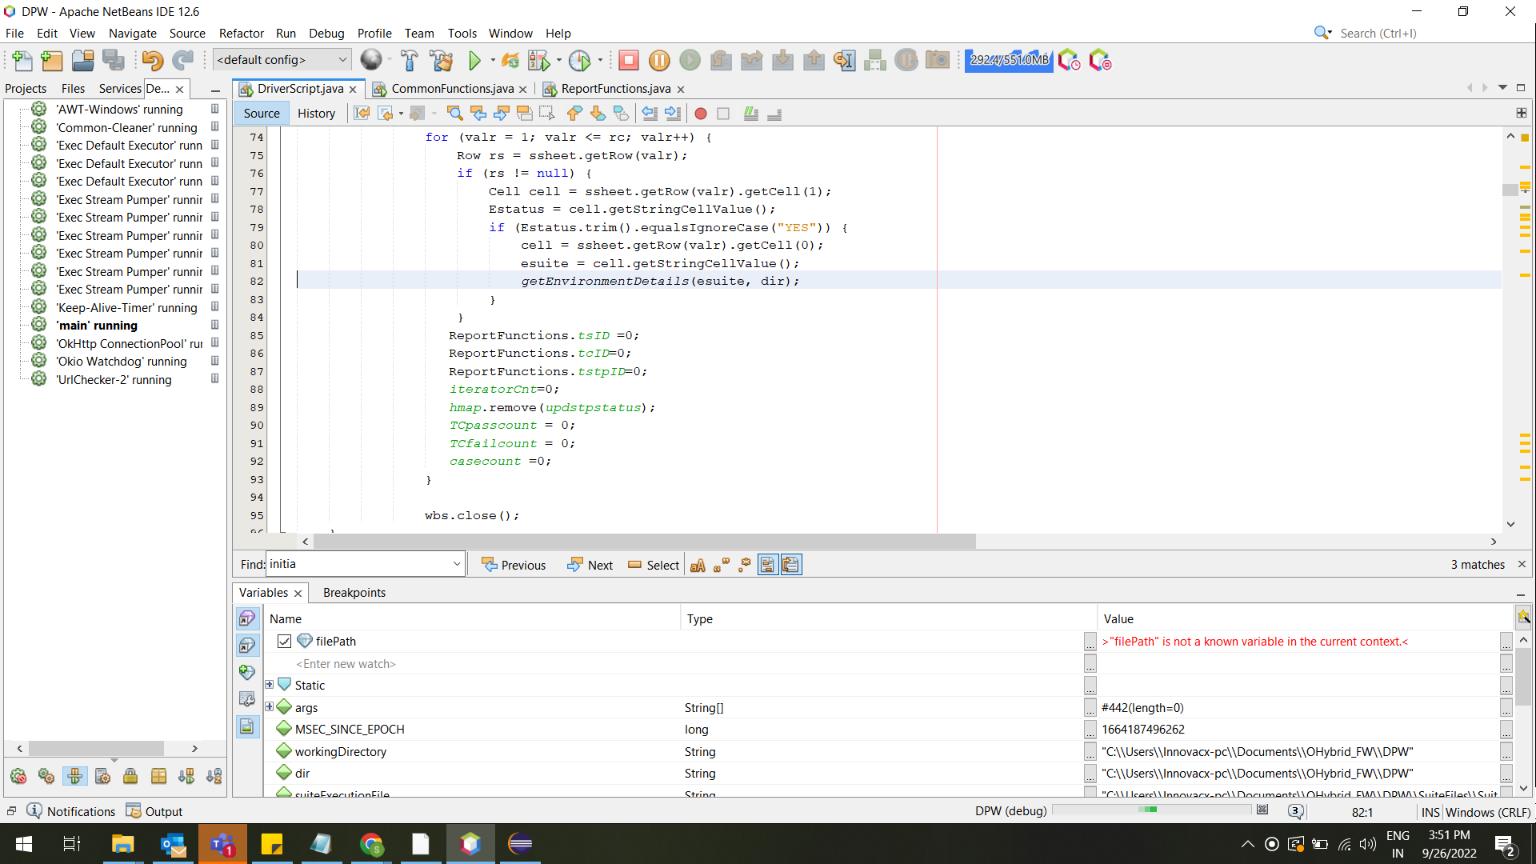 DPW - Apache NetBeans IDE 12.6
File Edit View Navigate Source Refactor Run Debug Profile Team Tools Window Help
Search (Ctrl+I)
<default config>
292.4/551.0MB
Projects Files Services De...
DriverScript.java CommonFunctions.java ReportFunctions.java
Source History
'AWT-Windows' running
'Common-Cleaner' running
'Exec Default Executor' runn
'Exec Default Executor' runn
'Exec Default Executor' runn
'Exec Stream Pumper' runnir
'Exec Stream Pumper' runnir
'Exec Stream Pumper' runnir
'Exec Stream Pumper' runnir
'Exec Stream Pumper' runnir
'Exec Stream Pumper' runnir
'Keep-Alive-Timer' running
'main' running
'OkHttp ConnectionPool' rur
'Okio Watchdog' running
'UrlChecker-2' running
74 for (valr = 1; valr <= rc; valr++) {
75 Row rs = ssheet.getRow(valr);
76 if (rs != null) {
77 Cell cell = ssheet.getRow(valr).getCell(1);
78 Estatus = cell.getStringCellValue();
79 if (Estatus.trim().equalsIgnoreCase("YES")) {
80 cell = ssheet.getRow(valr).getCell(0);
81 esuite = cell.getStringCellValue();
82 getEnvironmentDetails(esuite, dir);
83 }
84 }
85 ReportFunctions.tsID =0;
86 ReportFunctions.tcID=0;
87 ReportFunctions.tstpID=0;
88 iteratorCnt=0;
89 hmap.remove(updstpstatus);
90 TCpasscount = 0;
91 TCfailcount = 0;
92 casecount =0;
93 }
94
95 wbs.close();
96 }
Find: initia Previous Next Select 3 matches
Variables Breakpoints
Name Type Value
filePath >"filePath" is not a known variable in the current context.<
<Enter new watch>
Static
args String[] #442(length=0)
MSEC_SINCE_EPOCH long 1664187496262
workingDirectory String "C:\\Users\\Innovacx-pc\\Documents\\OHybrid_FW\\DPW"
dir String "C:\\Users\\Innovacx-pc\\Documents\\OHybrid_FW\\DPW"
suiteExecutionFile String "C:\\Users\\Innovacx-pc\\Documents\\OHybrid_FW\\DPW\\SuiteFiles\\Suit
Notifications Output DPW (debug) 3 82:1 INS Windows (CRLF)
1
ENG
IN
3:51 PM
9/26/2022
2